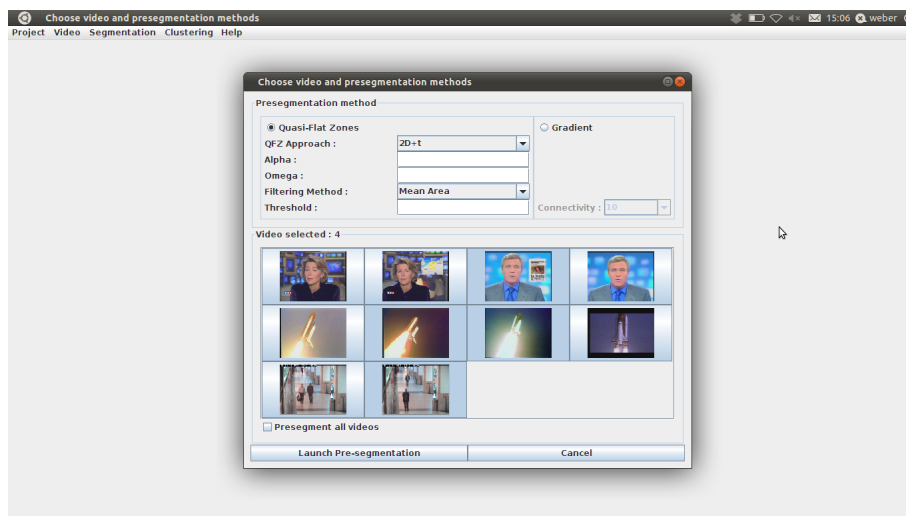 Choose video and presegmentation methods 15:06 weber
Project Video Segmentation Clustering Help
Choose video and presegmentation methods
Presegmentation method
Quasi-Flat Zones Gradient
QFZ Approach : 2D+t
Alpha :
Omega :
Filtering Method : Mean Area
Threshold : Connectivity : 10
Video selected : 4
Presegment all videos
Launch Pre-segmentation Cancel